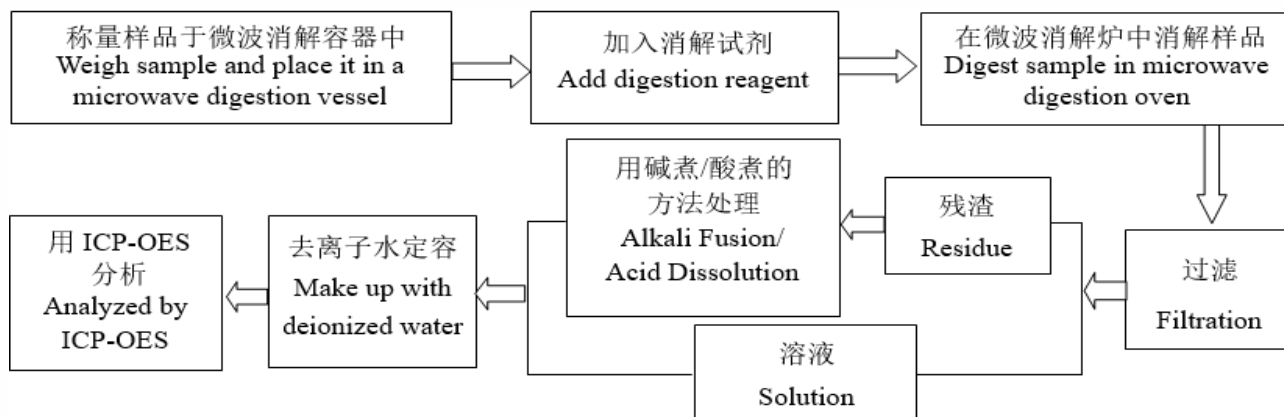 称量样品于微波消解容器中
Weigh sample and place it in a
microwave digestion vessel
加入消解试剂
Add digestion reagent
在微波消解炉中消解样品
Digest sample in microwave
digestion oven
过滤
Filtration
残渣
Residue
用碱煮/酸煮的
方法处理
Alkali Fusion/
Acid Dissolution
溶液
Solution
去离子水定容
Make up with
deionized water
用 ICP-OES
分析
Analyzed by
ICP-OES